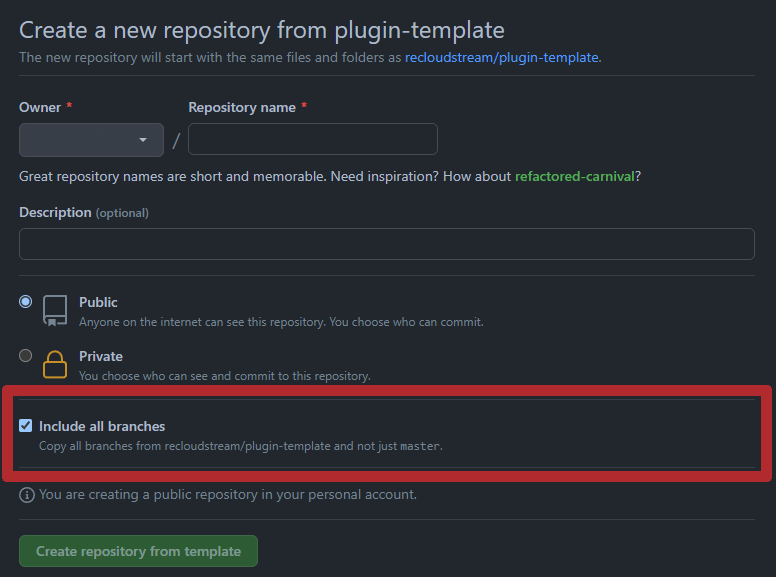 Create a new repository from plugin-template
The new repository will start with the same files and folders as recloudstream/plugin-template.
Owner * Repository name *
/
Great repository names are short and memorable. Need inspiration? How about refactored-carnival?
Description (optional)
Public
Anyone on the internet can see this repository. You choose who can commit.
Private
You choose who can see and commit to this repository.
Include all branches
Copy all branches from recloudstream/plugin-template and not just master.
You are creating a public repository in your personal account.
Create repository from template